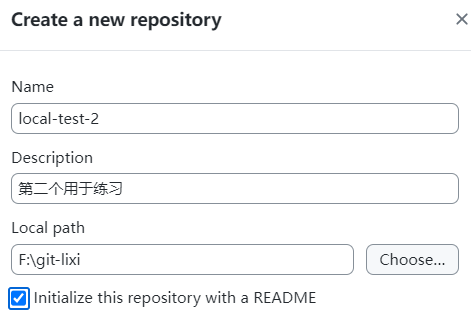 Create a new repository
Name
local-test-2
Description
第二个用于练习
Local path
F:\git-lixi
Choose...
Initialize this repository with a README